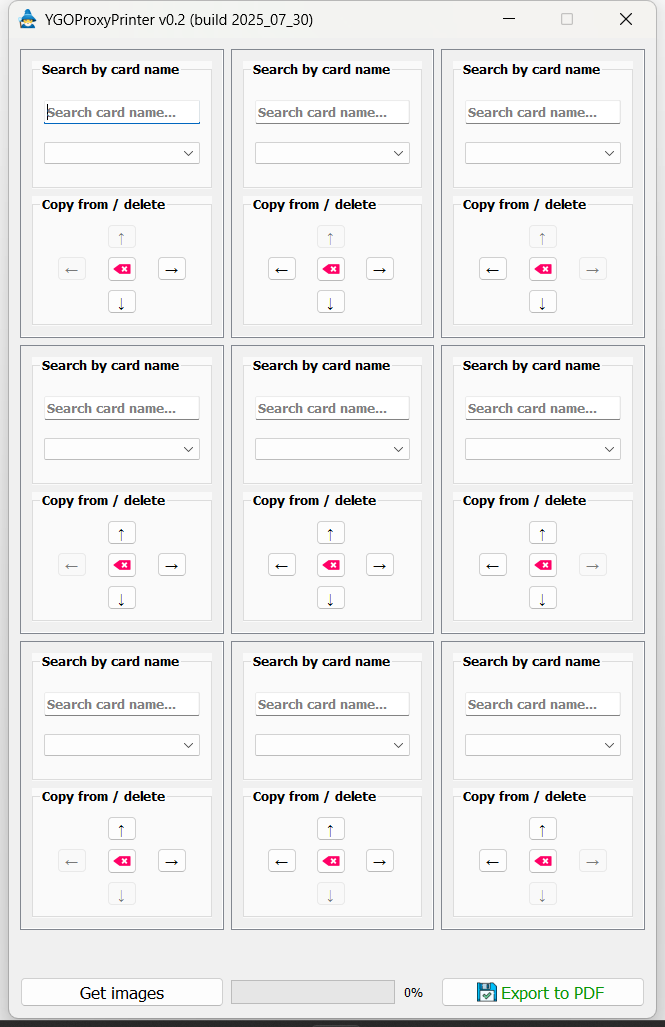 YGOProxyPrinter v0.2 (build 2025_07_30)
Search by card name
Search by card name
Search by card name
Search card name...
Search card name...
Search card name...
Copy from / delete
Copy from / delete
Copy from / delete
↑
↑
↑
←
→
←
→
←
→
↓
↓
↓
Search by card name
Search by card name
Search by card name
Search card name...
Search card name...
Search card name...
Copy from / delete
Copy from / delete
Copy from / delete
↑
↑
↑
←
→
←
→
←
→
↓
↓
↓
Search by card name
Search by card name
Search by card name
Search card name...
Search card name...
Search card name...
Copy from / delete
Copy from / delete
Copy from / delete
↑
↑
↑
←
→
←
→
←
→
↓
↓
↓
Get images
0%
Export to PDF